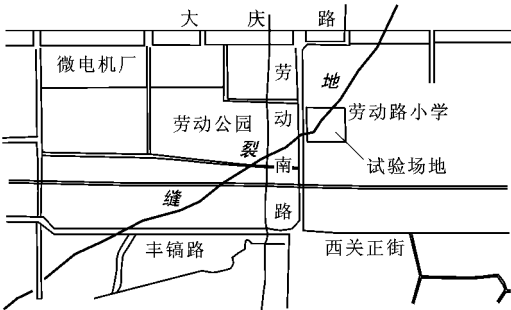 大庆路
微电机厂
劳动南路
地裂缝
劳动公园
劳动路小学
试验场地
丰镐路
西关正街